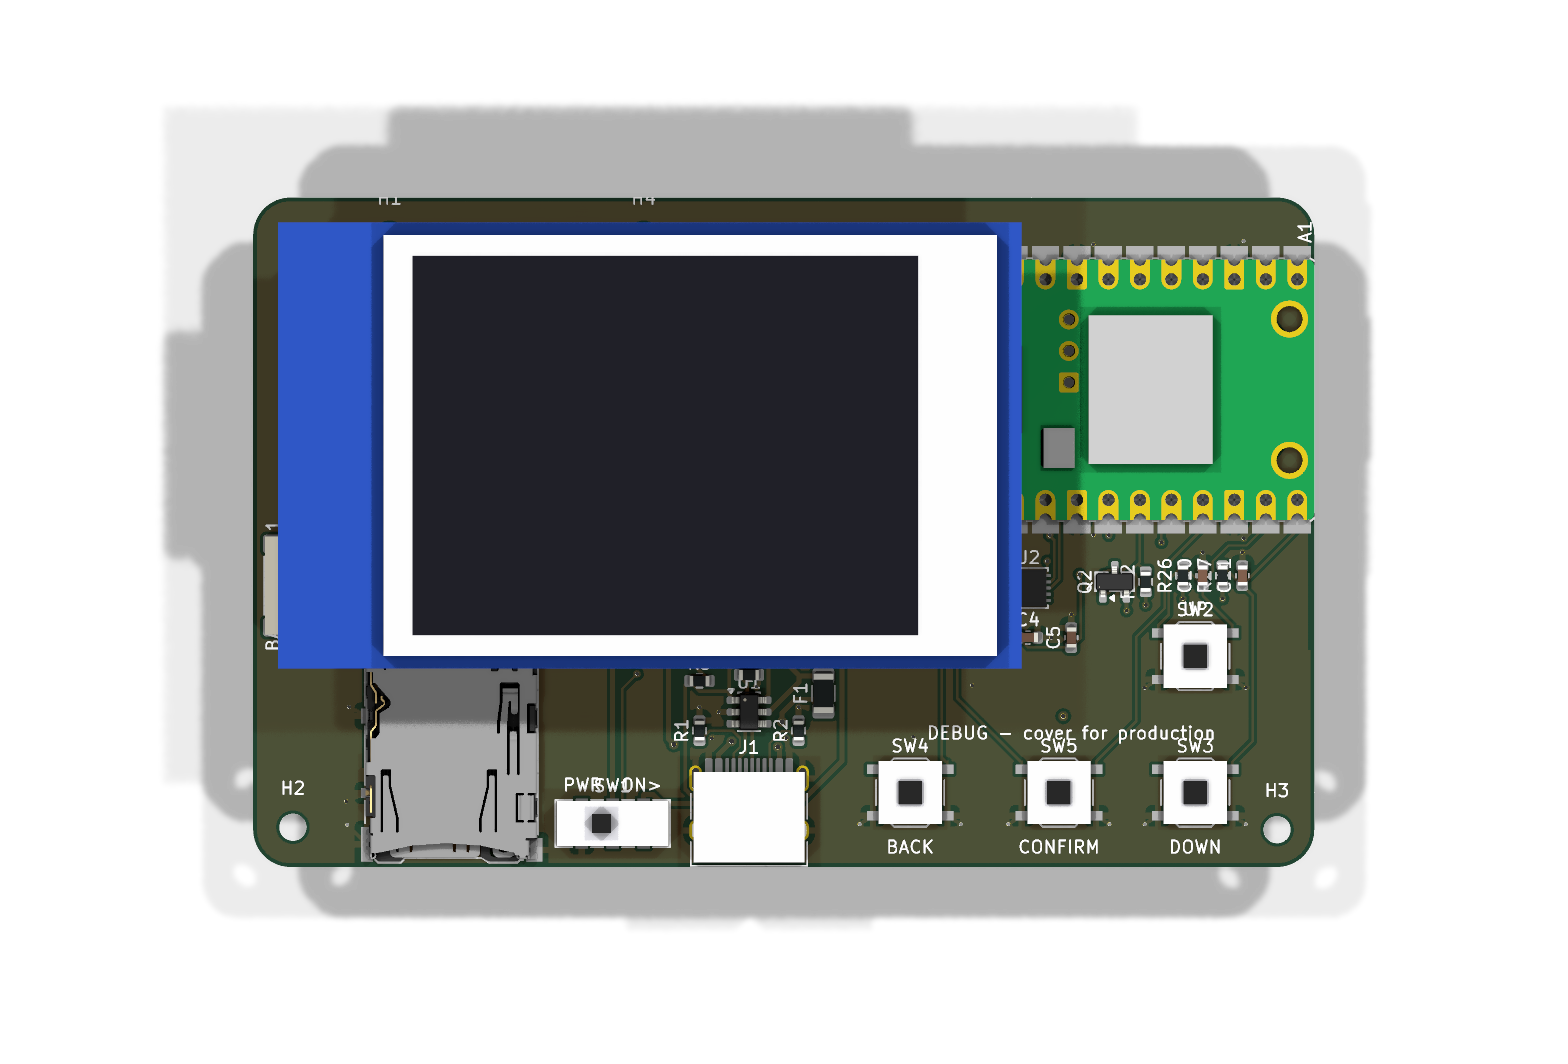 H1
H4
A1
J2
Q2
R26
C4
C5
SW2
F1
R1
R2
J1
DEBUG - cover for production
SW4
SW5
SW3
H2
H3
BACK
CONFIRM
DOWN